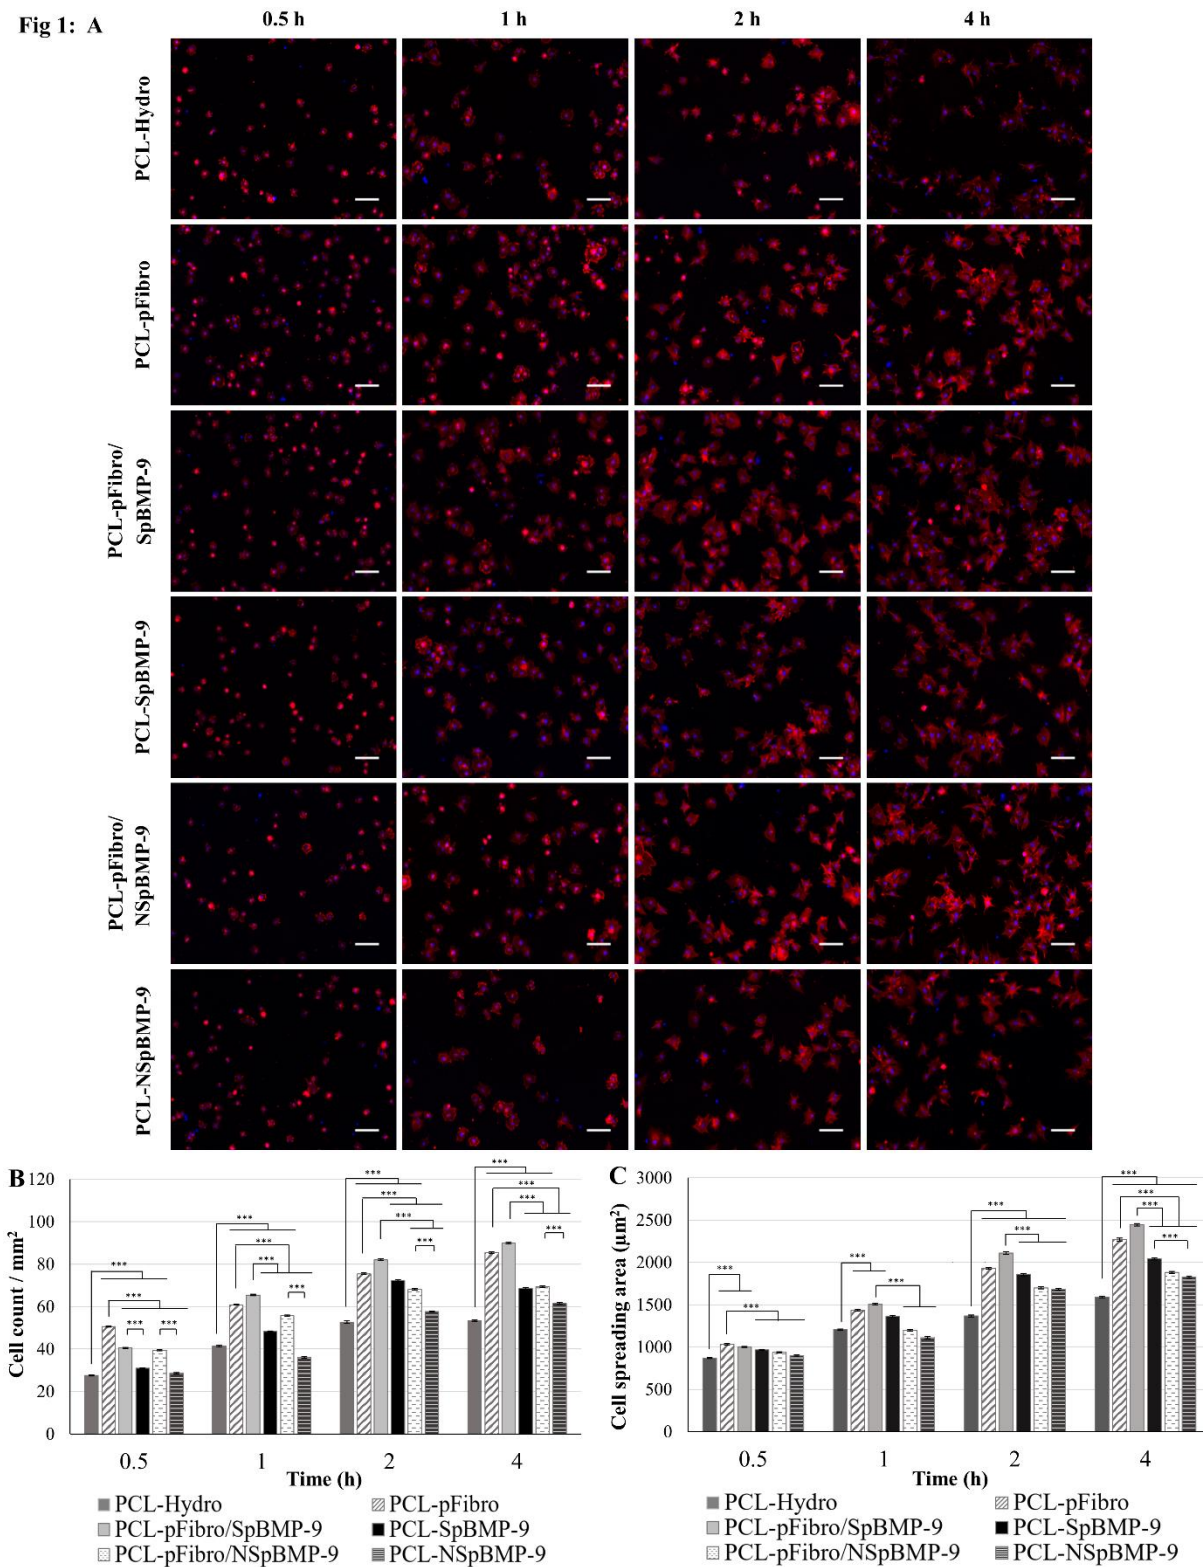 Fig 1: A
0.5 h 1 h 2 h 4 h
PCL-Hydro
PCL-pFibro
PCL-pFibro/
SpBMP-9
PCL-SpBMP-9
PCL-pFibro/
NSpBMP-9
PCL-NSpBMP-9
B
Cell count / mm²
120
100
80
60
40
20
0
*** *** *** ***
*** *** *** ***
*** *** *** ***
*** *** *** ***
0.5 1 2 4
Time (h)
PCL-Hydro PCL-pFibro
PCL-pFibro/SpBMP-9 PCL-SpBMP-9
PCL-pFibro/NSpBMP-9 PCL-NSpBMP-9
C
Cell spreading area (µm²)
3000
2500
2000
1500
1000
500
0
*** *** *** ***
*** *** *** ***
***
***
0.5 1 2 4
Time (h)
PCL-Hydro PCL-pFibro
PCL-pFibro/SpBMP-9 PCL-SpBMP-9
PCL-pFibro/NSpBMP-9 PCL-NSpBMP-9